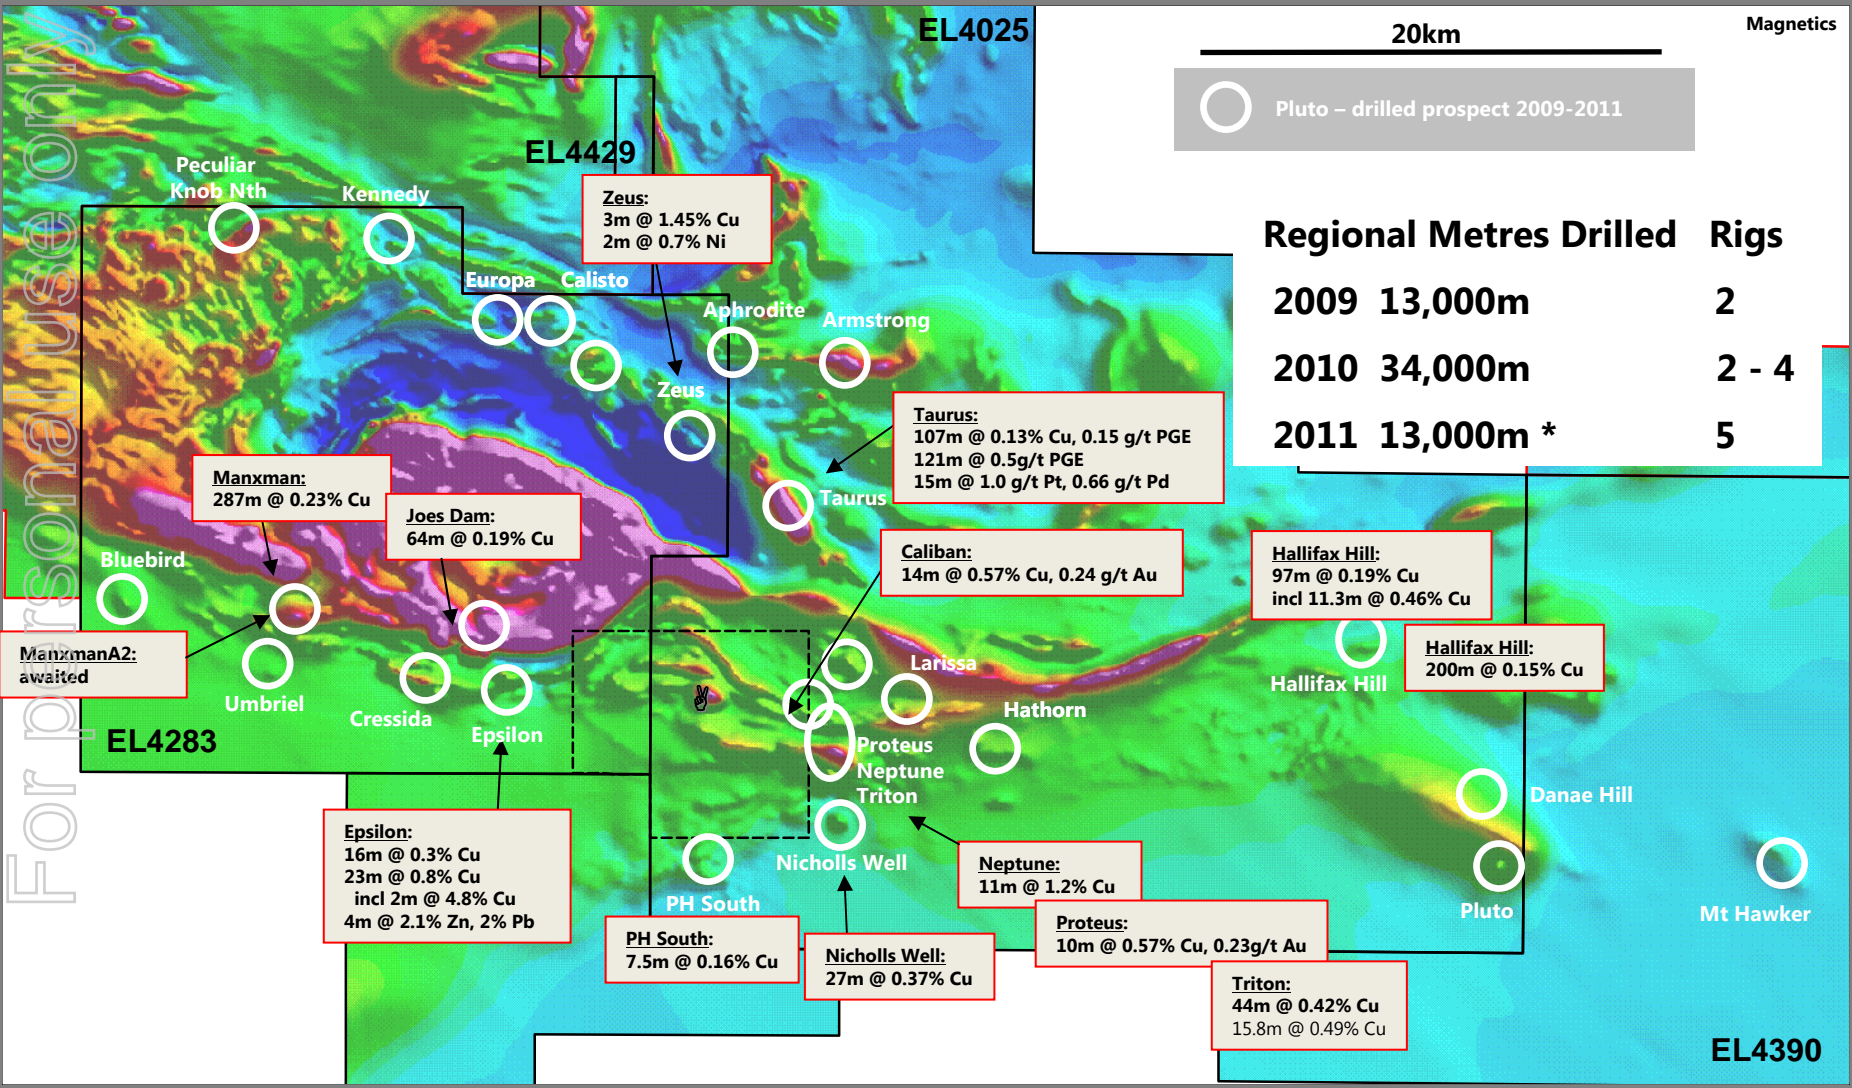 For personal use only
EL4025
20km
Magnetics
Pluto – drilled prospect 2009-2011
EL4429
Peculiar
Knob Nth
Kennedy
Zeus:
3m @ 1.45% Cu
2m @ 0.7% Ni
Regional Metres Drilled Rigs
2009 13,000m 2
2010 34,000m 2 - 4
2011 13,000m * 5
Europa
Calisto
Aphrodite
Armstrong
Zeus
Taurus:
107m @ 0.13% Cu, 0.15 g/t PGE
121m @ 0.5g/t PGE
15m @ 1.0 g/t Pt, 0.66 g/t Pd
Taurus
Manxman:
287m @ 0.23% Cu
Joes Dam:
64m @ 0.19% Cu
Bluebird
Caliban:
14m @ 0.57% Cu, 0.24 g/t Au
Hallifax Hill:
97m @ 0.19% Cu
incl 11.3m @ 0.46% Cu
Hallifax Hill:
200m @ 0.15% Cu
Hallifax Hill
ManxmanA2:
awaited
Umbriel
Cressida
Epsilon
EL4283
Larissa
Hathorn
Proteus
Neptune
Triton
Danae Hill
Epsilon:
16m @ 0.3% Cu
23m @ 0.8% Cu
incl 2m @ 4.8% Cu
4m @ 2.1% Zn, 2% Pb
Nicholls Well
PH South
Neptune:
11m @ 1.2% Cu
Pluto
Mt Hawker
PH South:
7.5m @ 0.16% Cu
Nicholls Well:
27m @ 0.37% Cu
Proteus:
10m @ 0.57% Cu, 0.23g/t Au
Triton:
44m @ 0.42% Cu
15.8m @ 0.49% Cu
EL4390